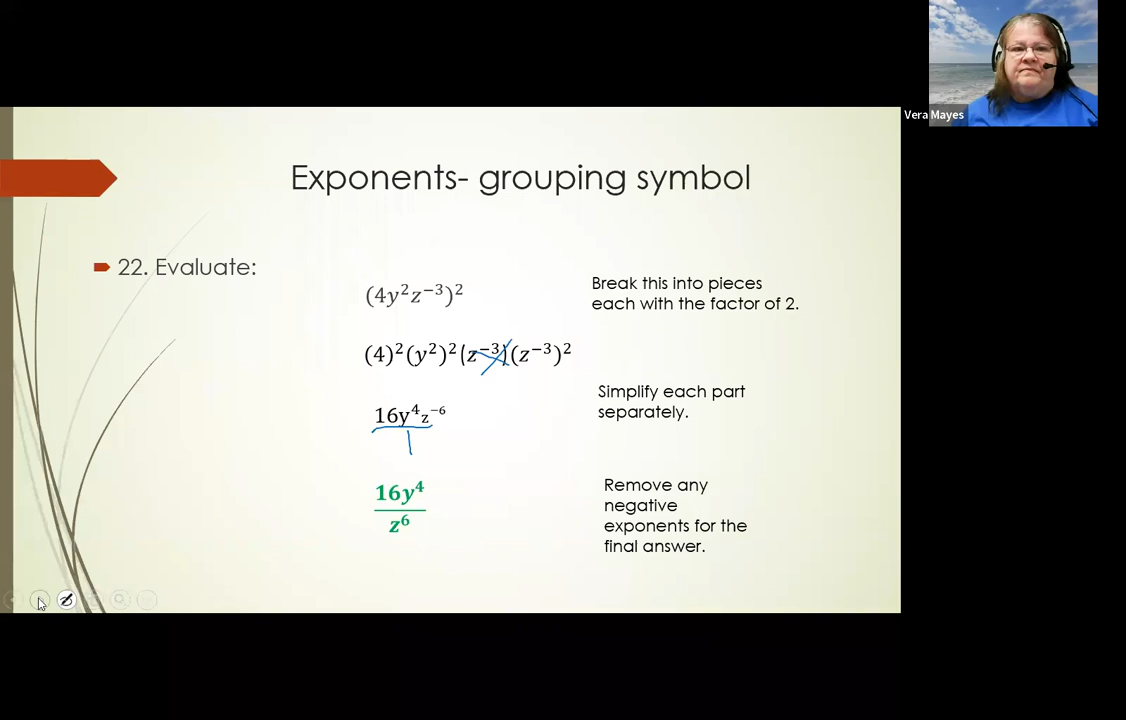 Vera Mayes
Exponents- grouping symbol
22. Evaluate:
(4y²z⁻³)²
Break this into pieces
each with the factor of 2.
(4)²(y²)²(z⁻³)(z⁻³)²
Simplify each part
separately.
16y⁴z⁻⁶
1
16y⁴
z⁶
Remove any
negative
exponents for the
final answer.